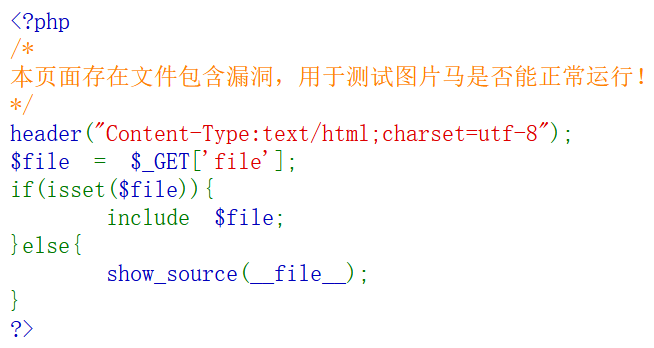 <?php
/*
本页面存在文件包含漏洞，用于测试图片马是否能正常运行！
*/
header("Content-Type:text/html;charset=utf-8");
$file  =  $_GET['file'];
if(isset($file)){
        include  $file;
}else{
        show_source(__file__);
}
?>